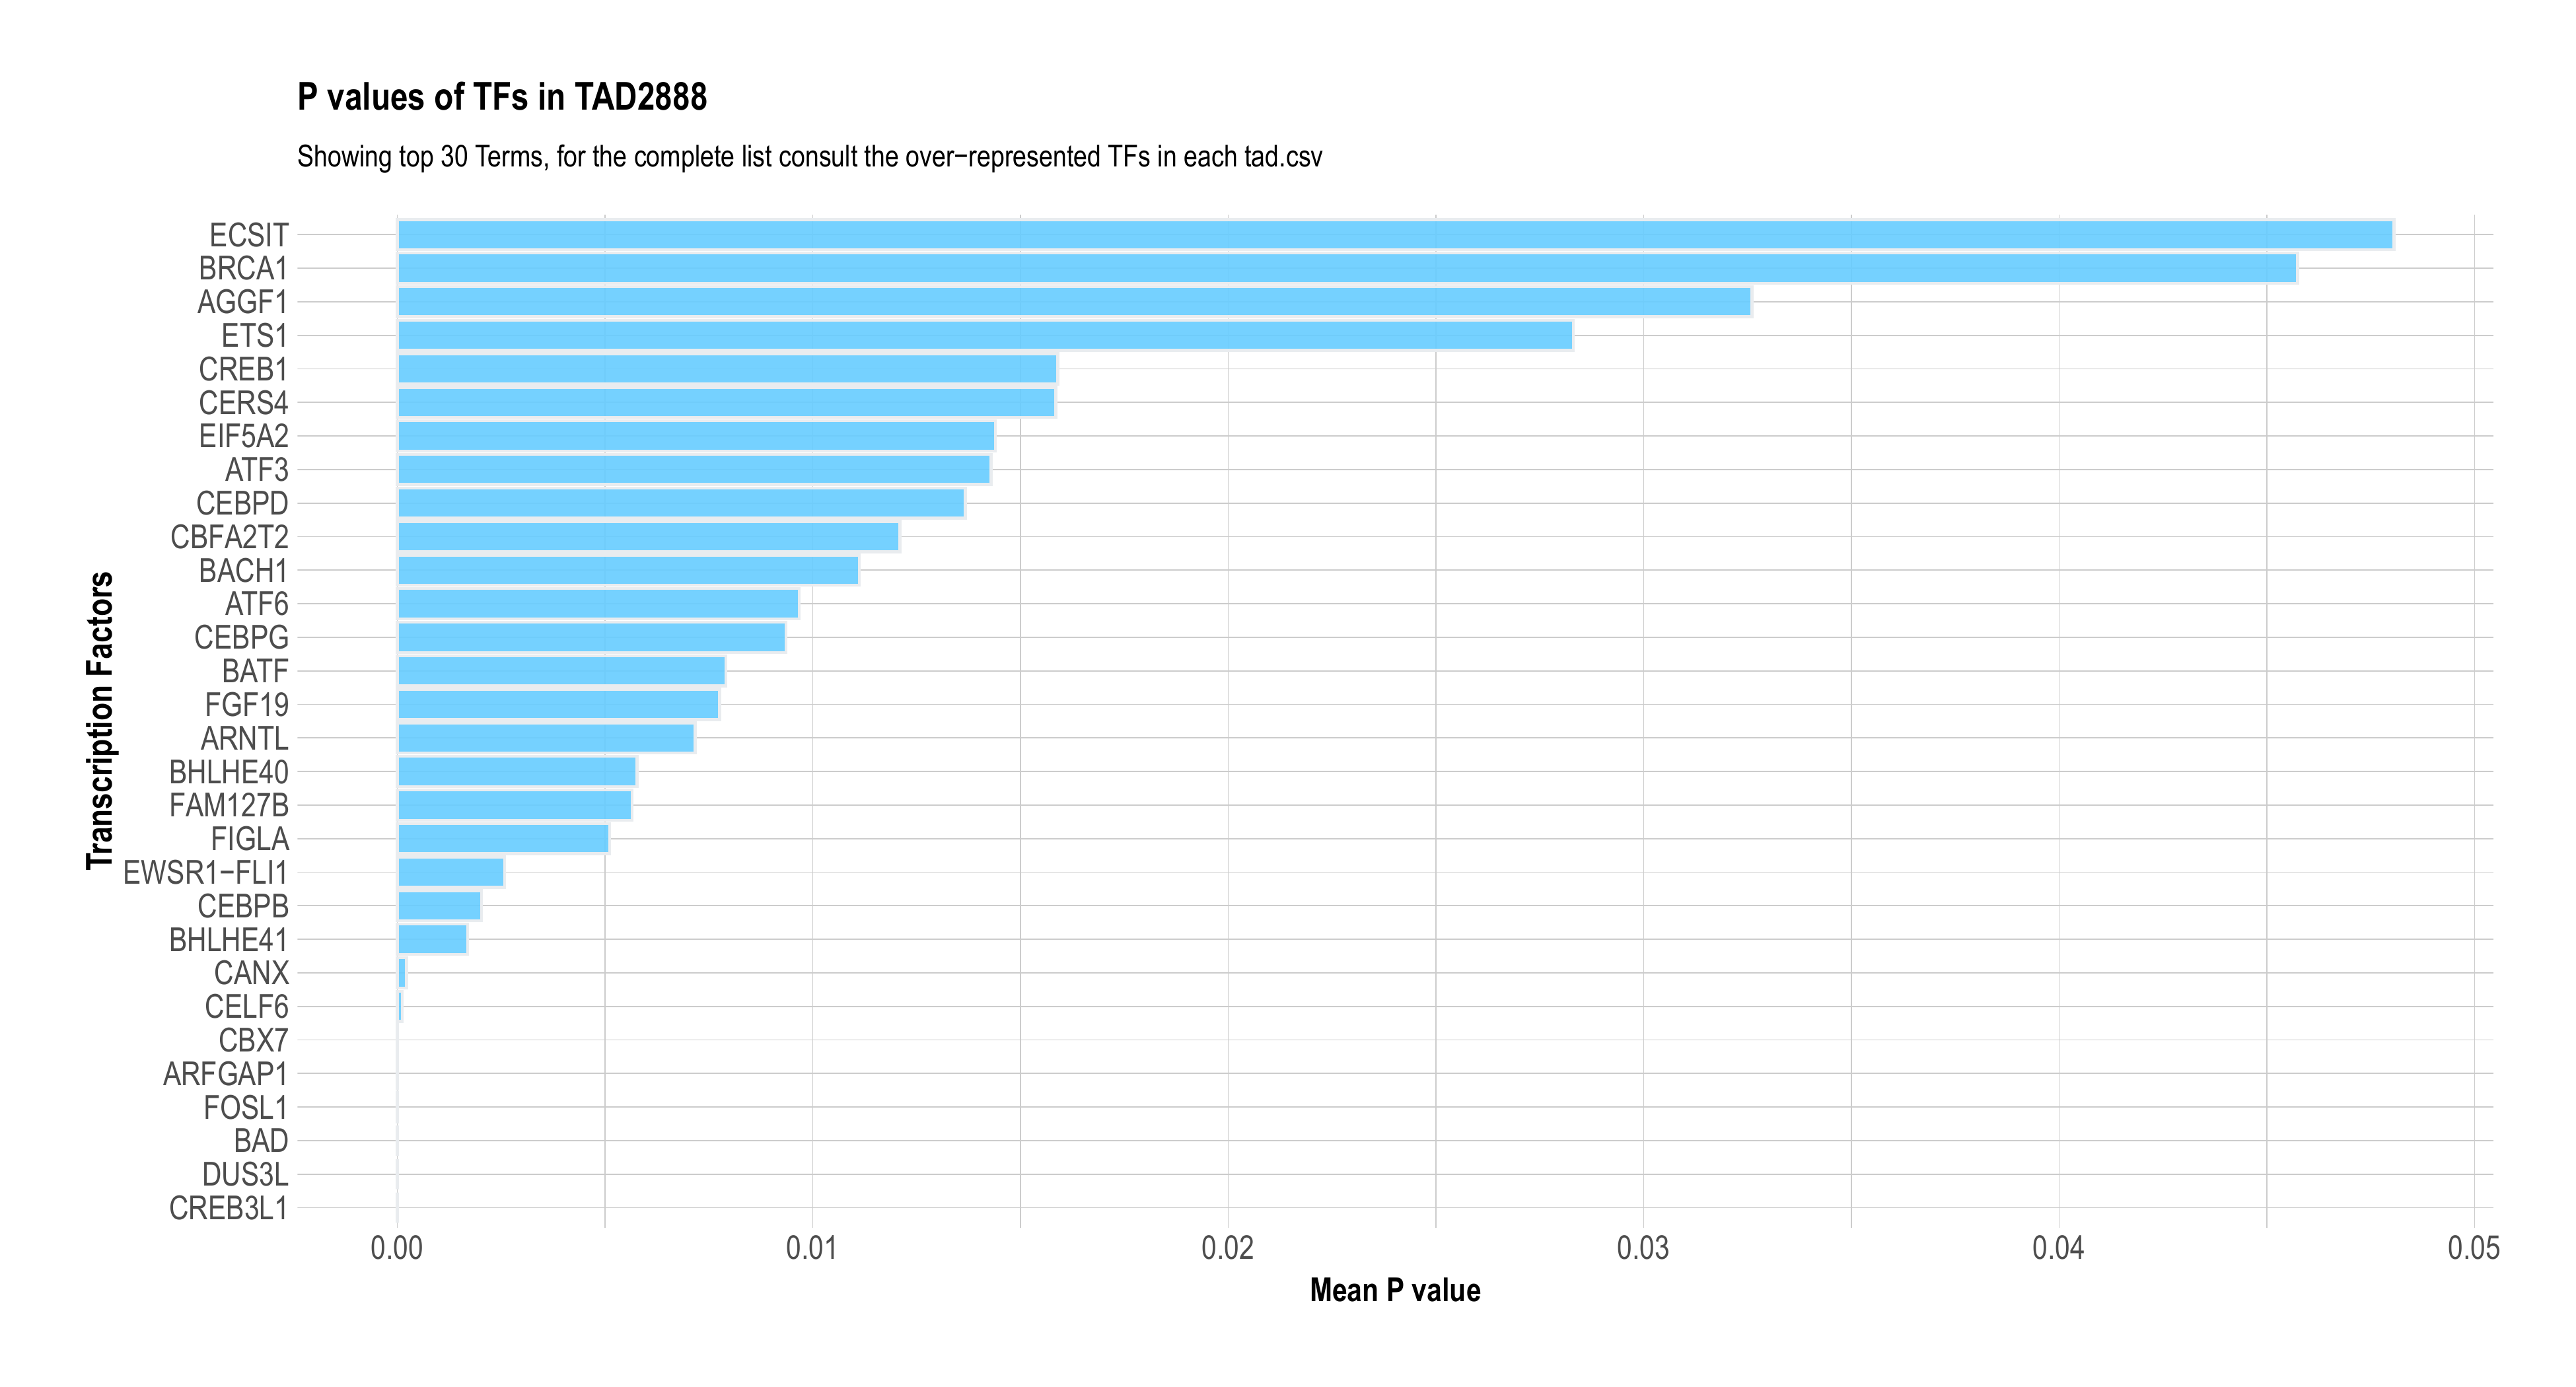 P values of TFs in TAD2888
Showing top 30 Terms, for the complete list consult the over−represented TFs in each tad.csv
Transcription Factors
ECSIT
BRCA1
AGGF1
ETS1
CREB1
CERS4
EIF5A2
ATF3
CEBPD
CBFA2T2
BACH1
ATF6
CEBPG
BATF
FGF19
ARNTL
BHLHE40
FAM127B
FIGLA
EWSR1−FLI1
CEBPB
BHLHE41
CANX
CELF6
CBX7
ARFGAP1
FOSL1
BAD
DUS3L
CREB3L1
0.00 0.01 0.02 0.03 0.04 0.05
Mean P value